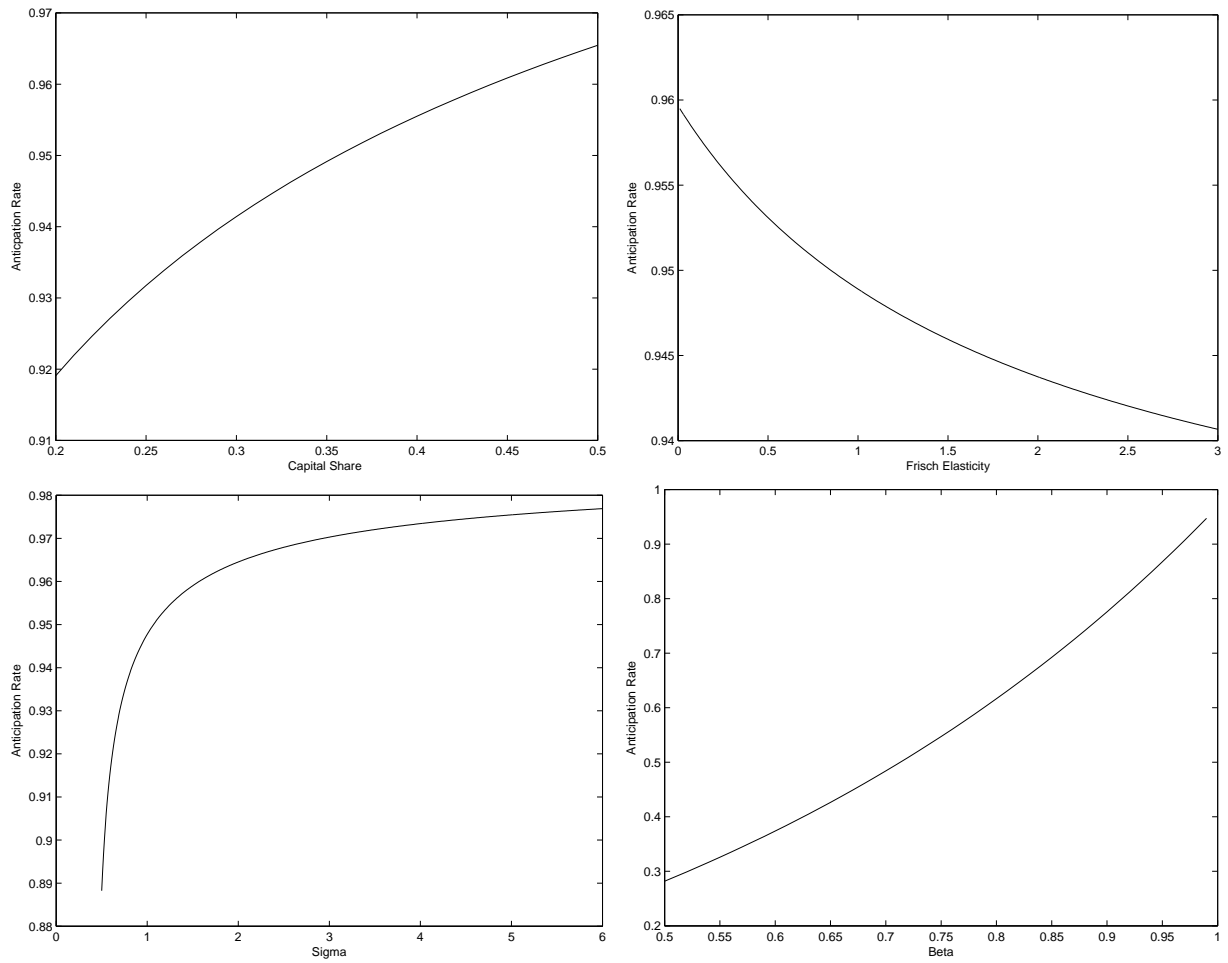 0.97
0.96
0.95
0.94
0.93
0.92
0.91
0.2 0.25 0.3 0.35 0.4 0.45 0.5
Capital Share
Anticpation Rate
0.965
0.96
0.955
0.95
0.945
0.94
0 0.5 1 1.5 2 2.5 3
Frisch Elasticity
Anticipation Rate
0.98
0.97
0.96
0.95
0.94
0.93
0.92
0.91
0.9
0.89
0.88
0 1 2 3 4 5 6
Sigma
Anticipation Rate
1
0.9
0.8
0.7
0.6
0.5
0.4
0.3
0.2
0.5 0.55 0.6 0.65 0.7 0.75 0.8 0.85 0.9 0.95 1
Beta
Anticipation Rate